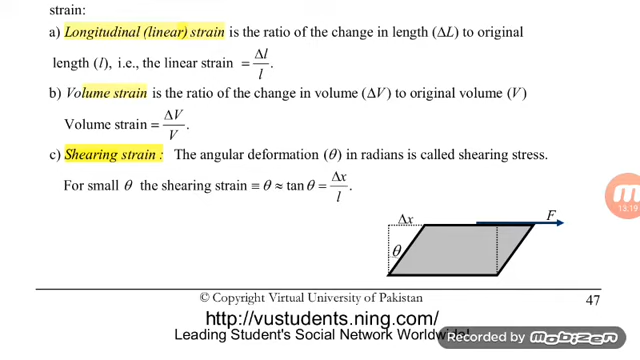 strain:
a) Longitudinal (linear) strain is the ratio of the change in length (ΔL) to original
length (l), i.e., the linear strain = Δl/l.
b) Volume strain is the ratio of the change in volume (ΔV) to original volume (V)
Volume strain = ΔV/V.
c) Shearing strain : The angular deformation (θ) in radians is called shearing stress.
For small θ the shearing strain ≡ θ ≈ tan θ = Δx/l.
Δx
F
θ
m
13:19
© Copyright Virtual University of Pakistan
47
http://vustudents.ning.com/
Leading Student's Social Network Worldwide!
Recorded by mobizen